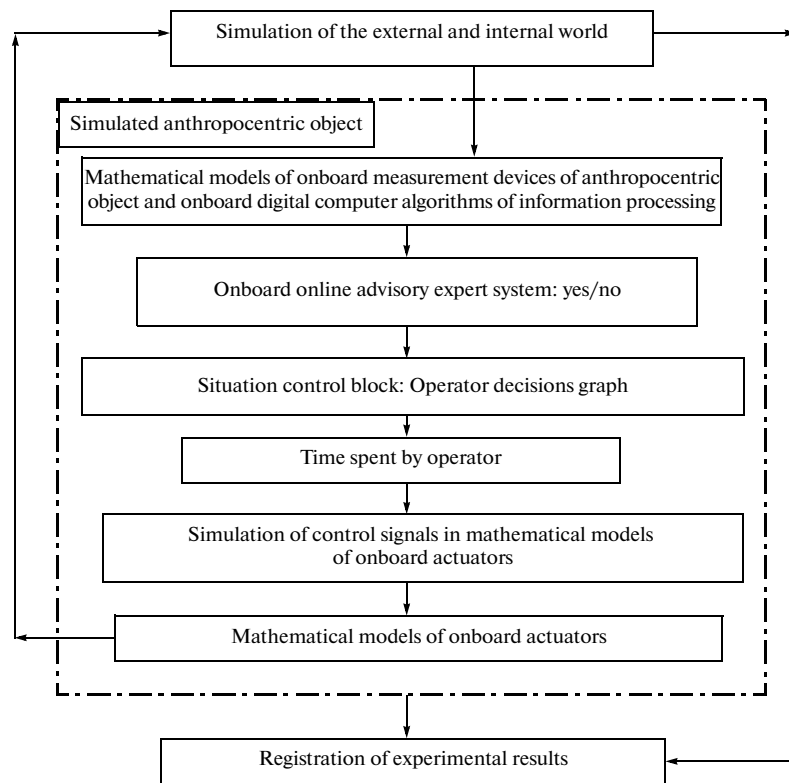 Simulation of the external and internal world
Simulated anthropocentric object
Mathematical models of onboard measurement devices of anthropocentric
object and onboard digital computer algorithms of information processing
Onboard online advisory expert system: yes/no
Situation control block: Operator decisions graph
Time spent by operator
Simulation of control signals in mathematical models
of onboard actuators
Mathematical models of onboard actuators
Registration of experimental results